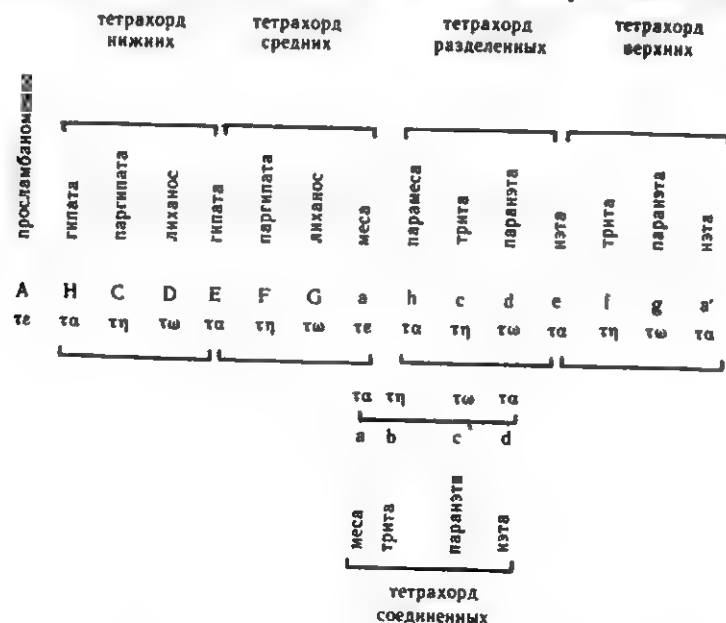 тетрахорд нижних
тетрахорд средних
тетрахорд разделенных
тетрахорд верхних
гипата паргипата лиханос гипата паргипата лиханос меса парамеса трита паранэта нэта трита паранэта нэта
A H C D E F G a h c d e f g a'
τε τα τη τω τα τη τω τε τα τη τω τα τη τω τα
τα τη τω τα
a b c d
меса трита паранэта нэта
тетрахорд
соединенных